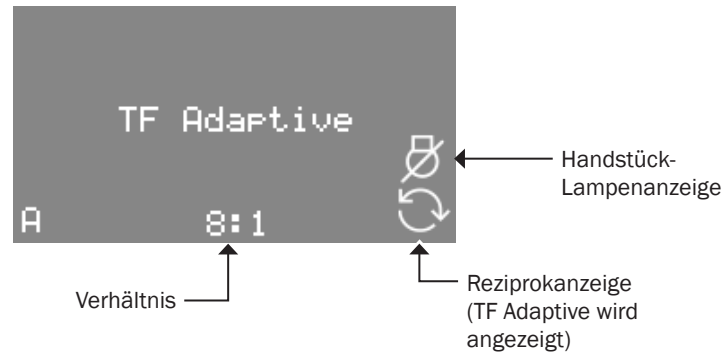 TF Adaptive
A
8:1
Handstück-
Lampenanzeige
Verhältnis
Reziprokanzeige
(TF Adaptive wird
angezeigt)